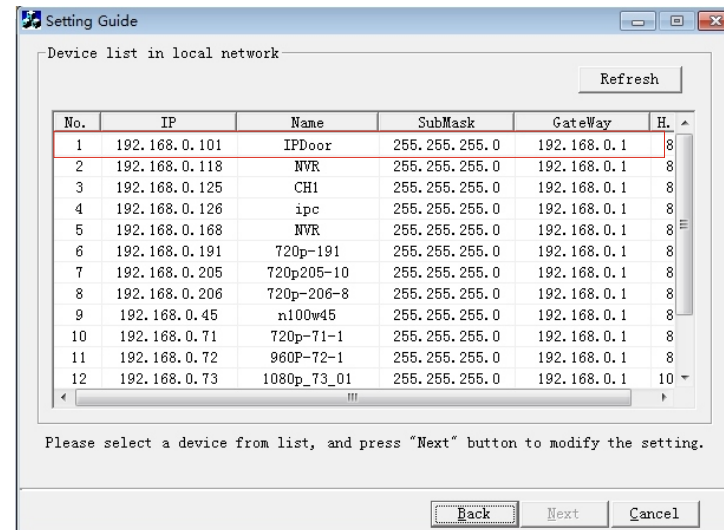 Setting Guide
Device list in local network
Refresh
No. IP Name SubMask GateWay H.
1 192.168.0.101 IPDoor 255.255.255.0 192.168.0.1 8
2 192.168.0.118 NVR 255.255.255.0 192.168.0.1 8
3 192.168.0.125 CH1 255.255.255.0 192.168.0.1 8
4 192.168.0.126 ipc 255.255.255.0 192.168.0.1 8
5 192.168.0.168 NVR 255.255.255.0 192.168.0.1 8
6 192.168.0.191 720p-191 255.255.255.0 192.168.0.1 8
7 192.168.0.205 720p205-10 255.255.255.0 192.168.0.1 8
8 192.168.0.206 720p-206-8 255.255.255.0 192.168.0.1 8
9 192.168.0.45 n100w45 255.255.255.0 192.168.0.1 8
10 192.168.0.71 720p-71-1 255.255.255.0 192.168.0.1 8
11 192.168.0.72 960P-72-1 255.255.255.0 192.168.0.1 8
12 192.168.0.73 1080p_73_01 255.255.255.0 192.168.0.1 10
Please select a device from list, and press "Next" button to modify the setting.
Back Next Cancel